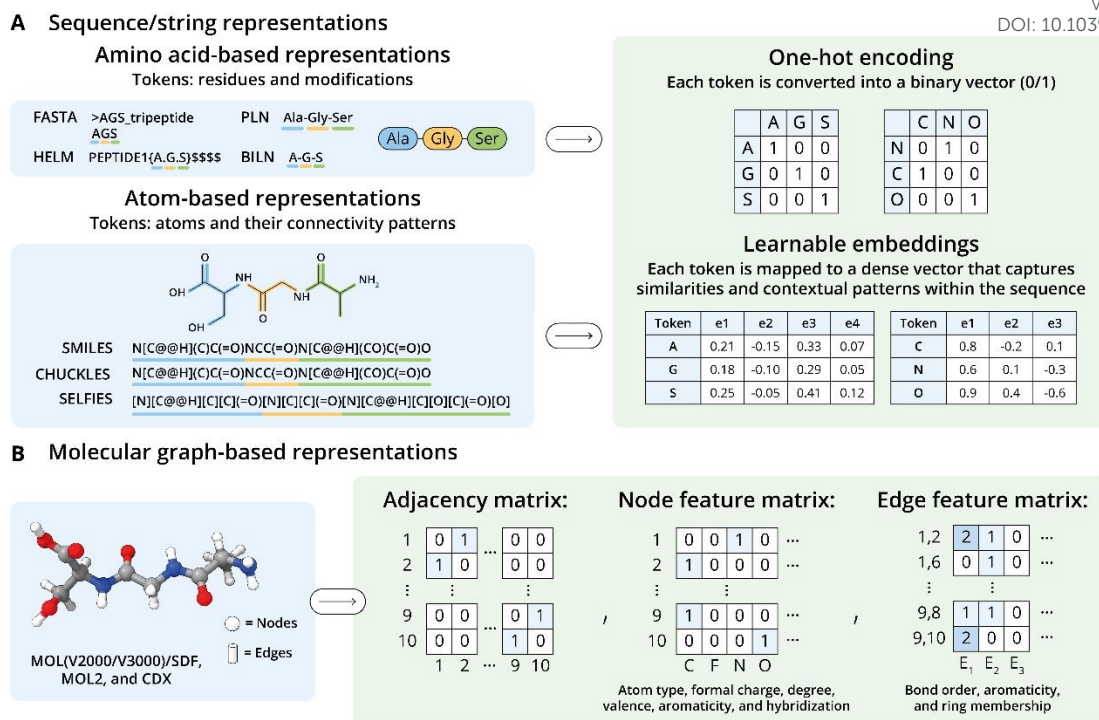 DOI: 10.1039
A Sequence/string representations
Amino acid-based representations
Tokens: residues and modifications
FASTA >AGS_tripeptide
AGS
PLN Ala-Gly-Ser
HELM PEPTIDE1{A.G.S}$$$$
BILN A-G-S
Ala Gly Ser
Atom-based representations
Tokens: atoms and their connectivity patterns
O
OH
HO
NH
O
NH
O
NH2
SMILES N[C@@H](C)C(=O)NCC(=O)N[C@@H](CO)C(=O)O
CHUCKLES N[C@@H](C)C(=O)NCC(=O)N[C@@H](CO)C(=O)O
SELFIES [N][C@@H][C][C](=O)[N][C][C](=O)[N][C@@H][C][O][C](=O)[O]
One-hot encoding
Each token is converted into a binary vector (0/1)
A G S
A 1 0 0
G 0 1 0
S 0 0 1
C N O
N 0 1 0
C 1 0 0
O 0 0 1
Learnable embeddings
Each token is mapped to a dense vector that captures
similarities and contextual patterns within the sequence
Token e1 e2 e3 e4
A 0.21 -0.15 0.33 0.07
G 0.18 -0.10 0.29 0.05
S 0.25 -0.05 0.41 0.12
Token e1 e2 e3
C 0.8 -0.2 0.1
N 0.6 0.1 -0.3
O 0.9 0.4 -0.6
B Molecular graph-based representations
= Nodes
= Edges
MOL(V2000/V3000)/SDF,
MOL2, and CDX
Adjacency matrix:
1 0 1 ... 0 0
2 1 0 0 0
⋮ ⋮
9 0 0 ... 0 1
10 0 0 1 0
1 2 ... 9 10
,
Node feature matrix:
1 0 0 1 0 ...
2 1 0 0 0
⋮ ⋮
9 1 0 0 0 ...
10 0 0 0 1
C F N O
Atom type, formal charge, degree,
valence, aromaticity, and hybridization
,
Edge feature matrix:
1,2 2 1 0 ...
1,6 0 1 0
⋮ ⋮
9,8 1 1 0
9,10 2 0 0 ...
E1 E2 E3
Bond order, aromaticity,
and ring membership